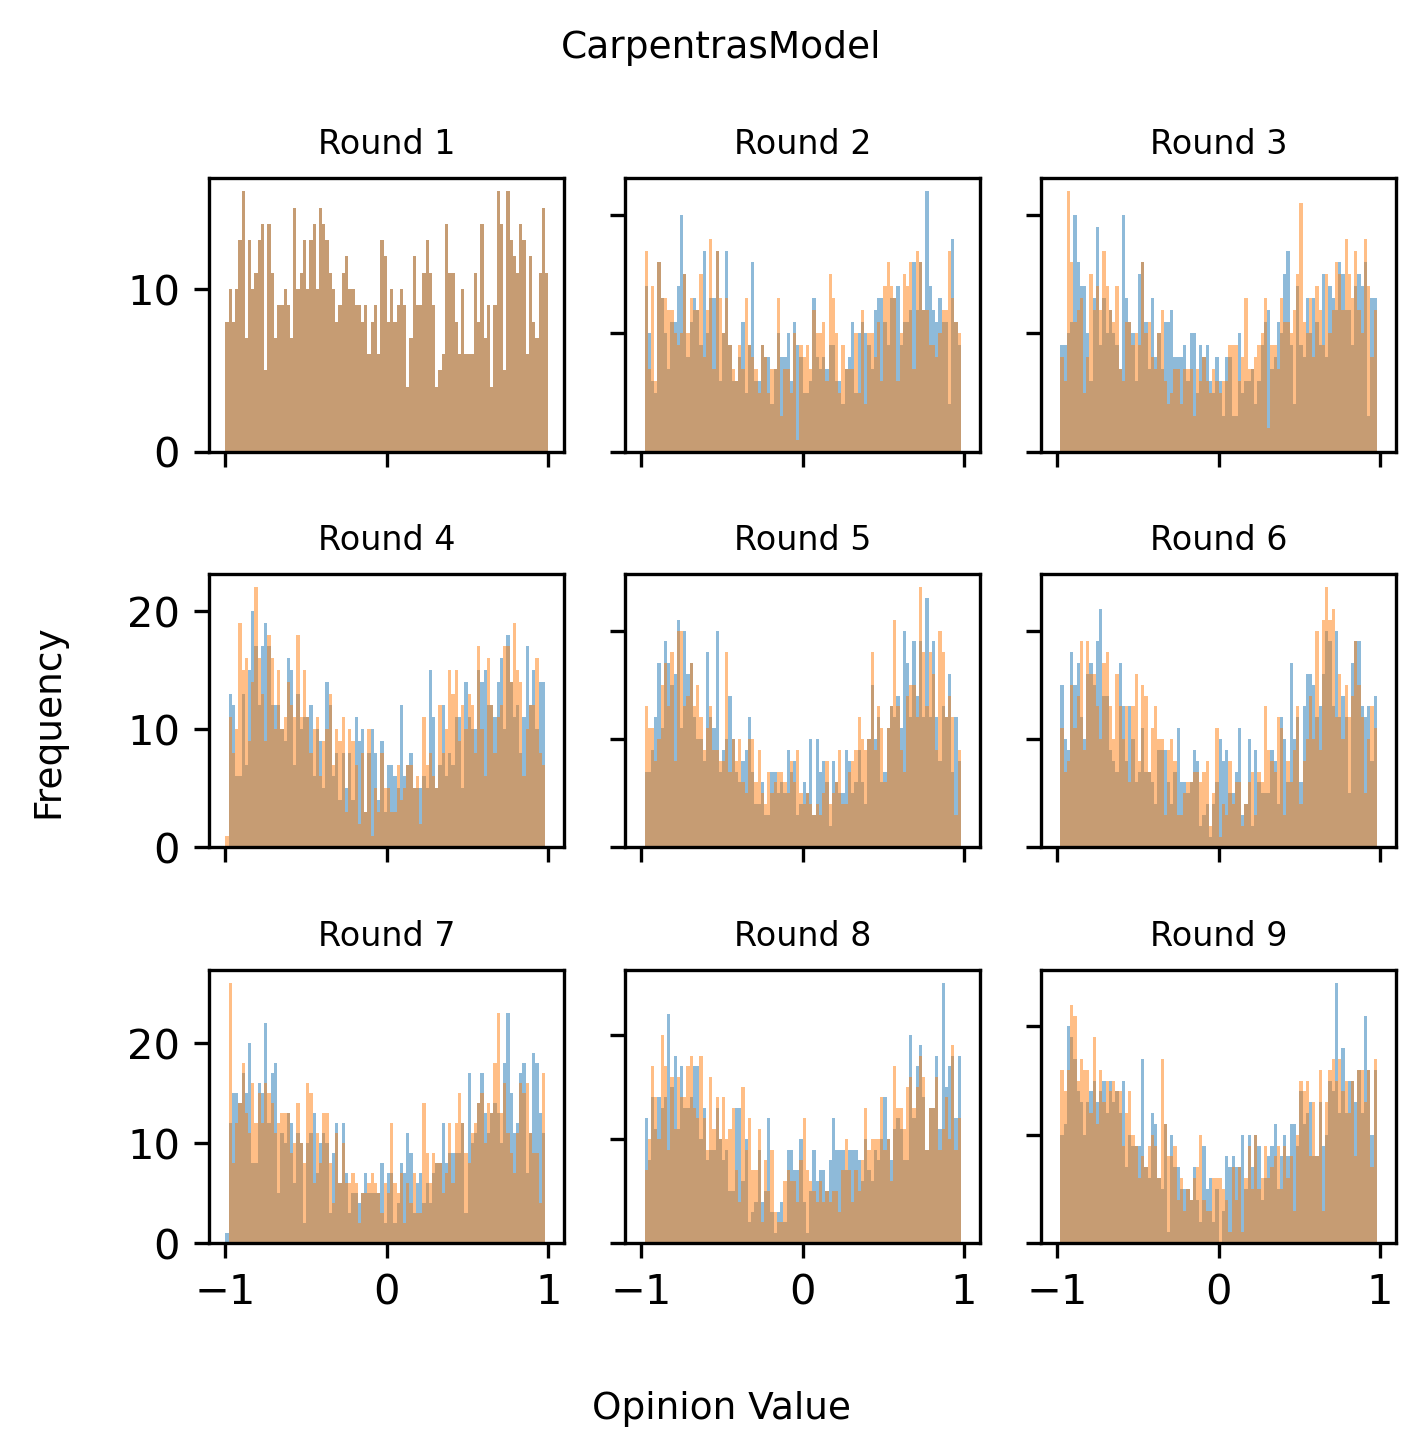 CarpentrasModel
Round 1
Round 2
Round 3
10
0
Round 4
Round 5
Round 6
20
10
0
Frequency
Round 7
Round 8
Round 9
20
10
0
−1 0 1
−1 0 1
−1 0 1
Opinion Value